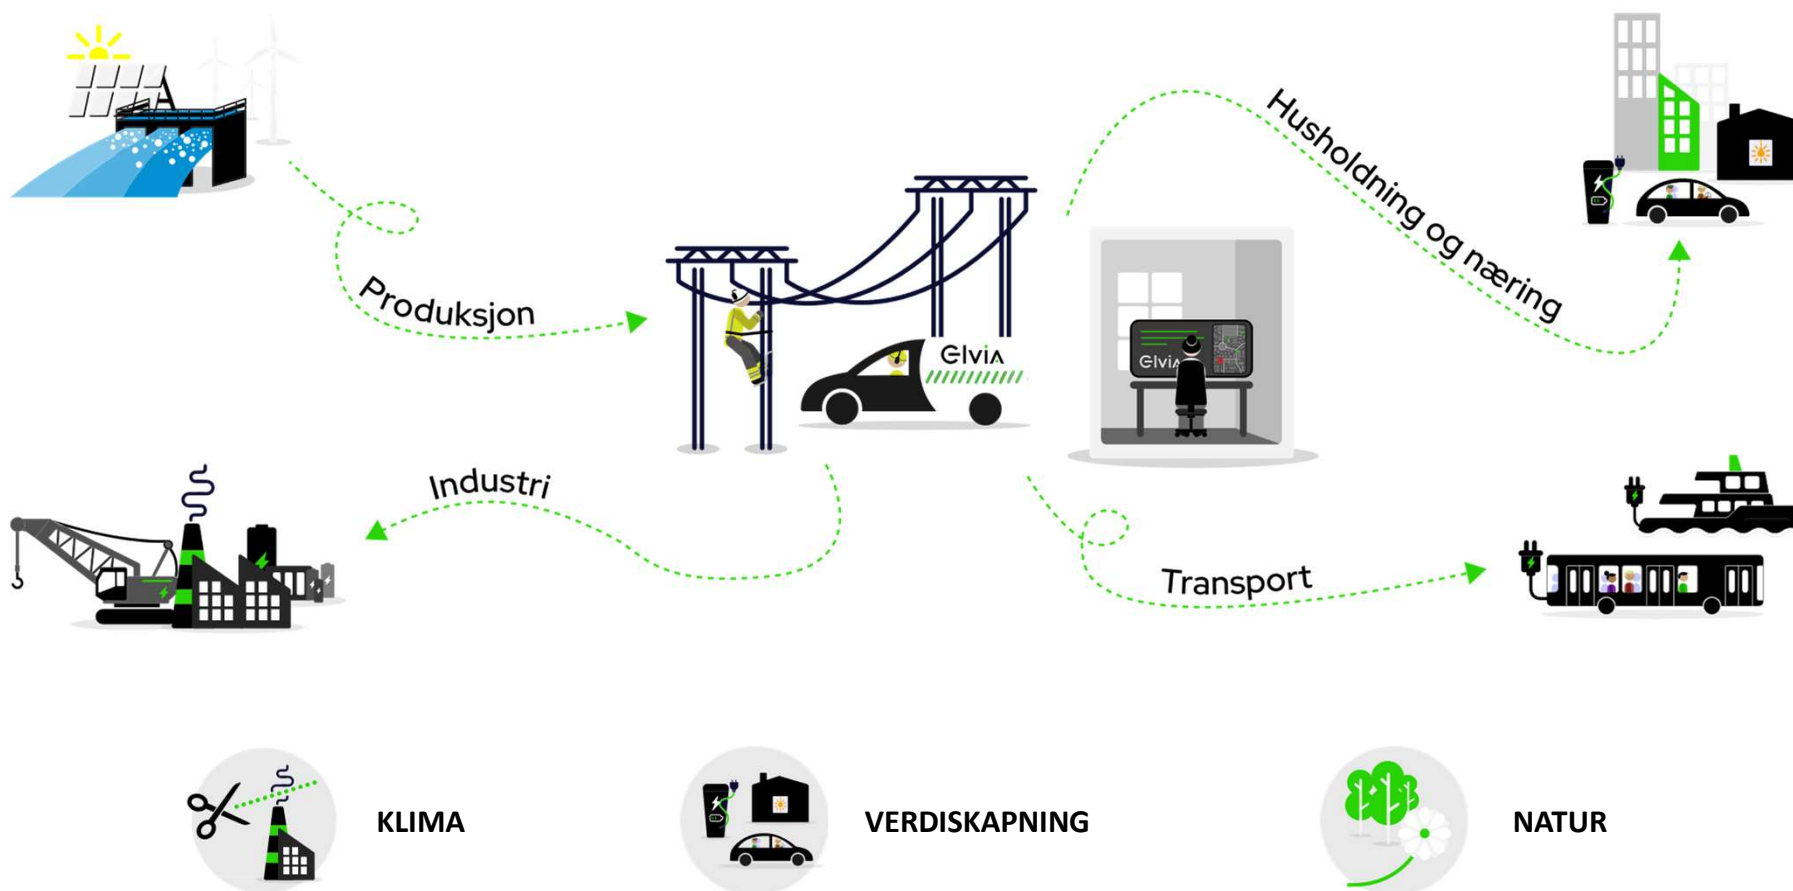 Husholdning og næring
Produksjon
Elvia
Elvia
Industri
Transport
KLIMA
VERDISKAPNING
NATUR